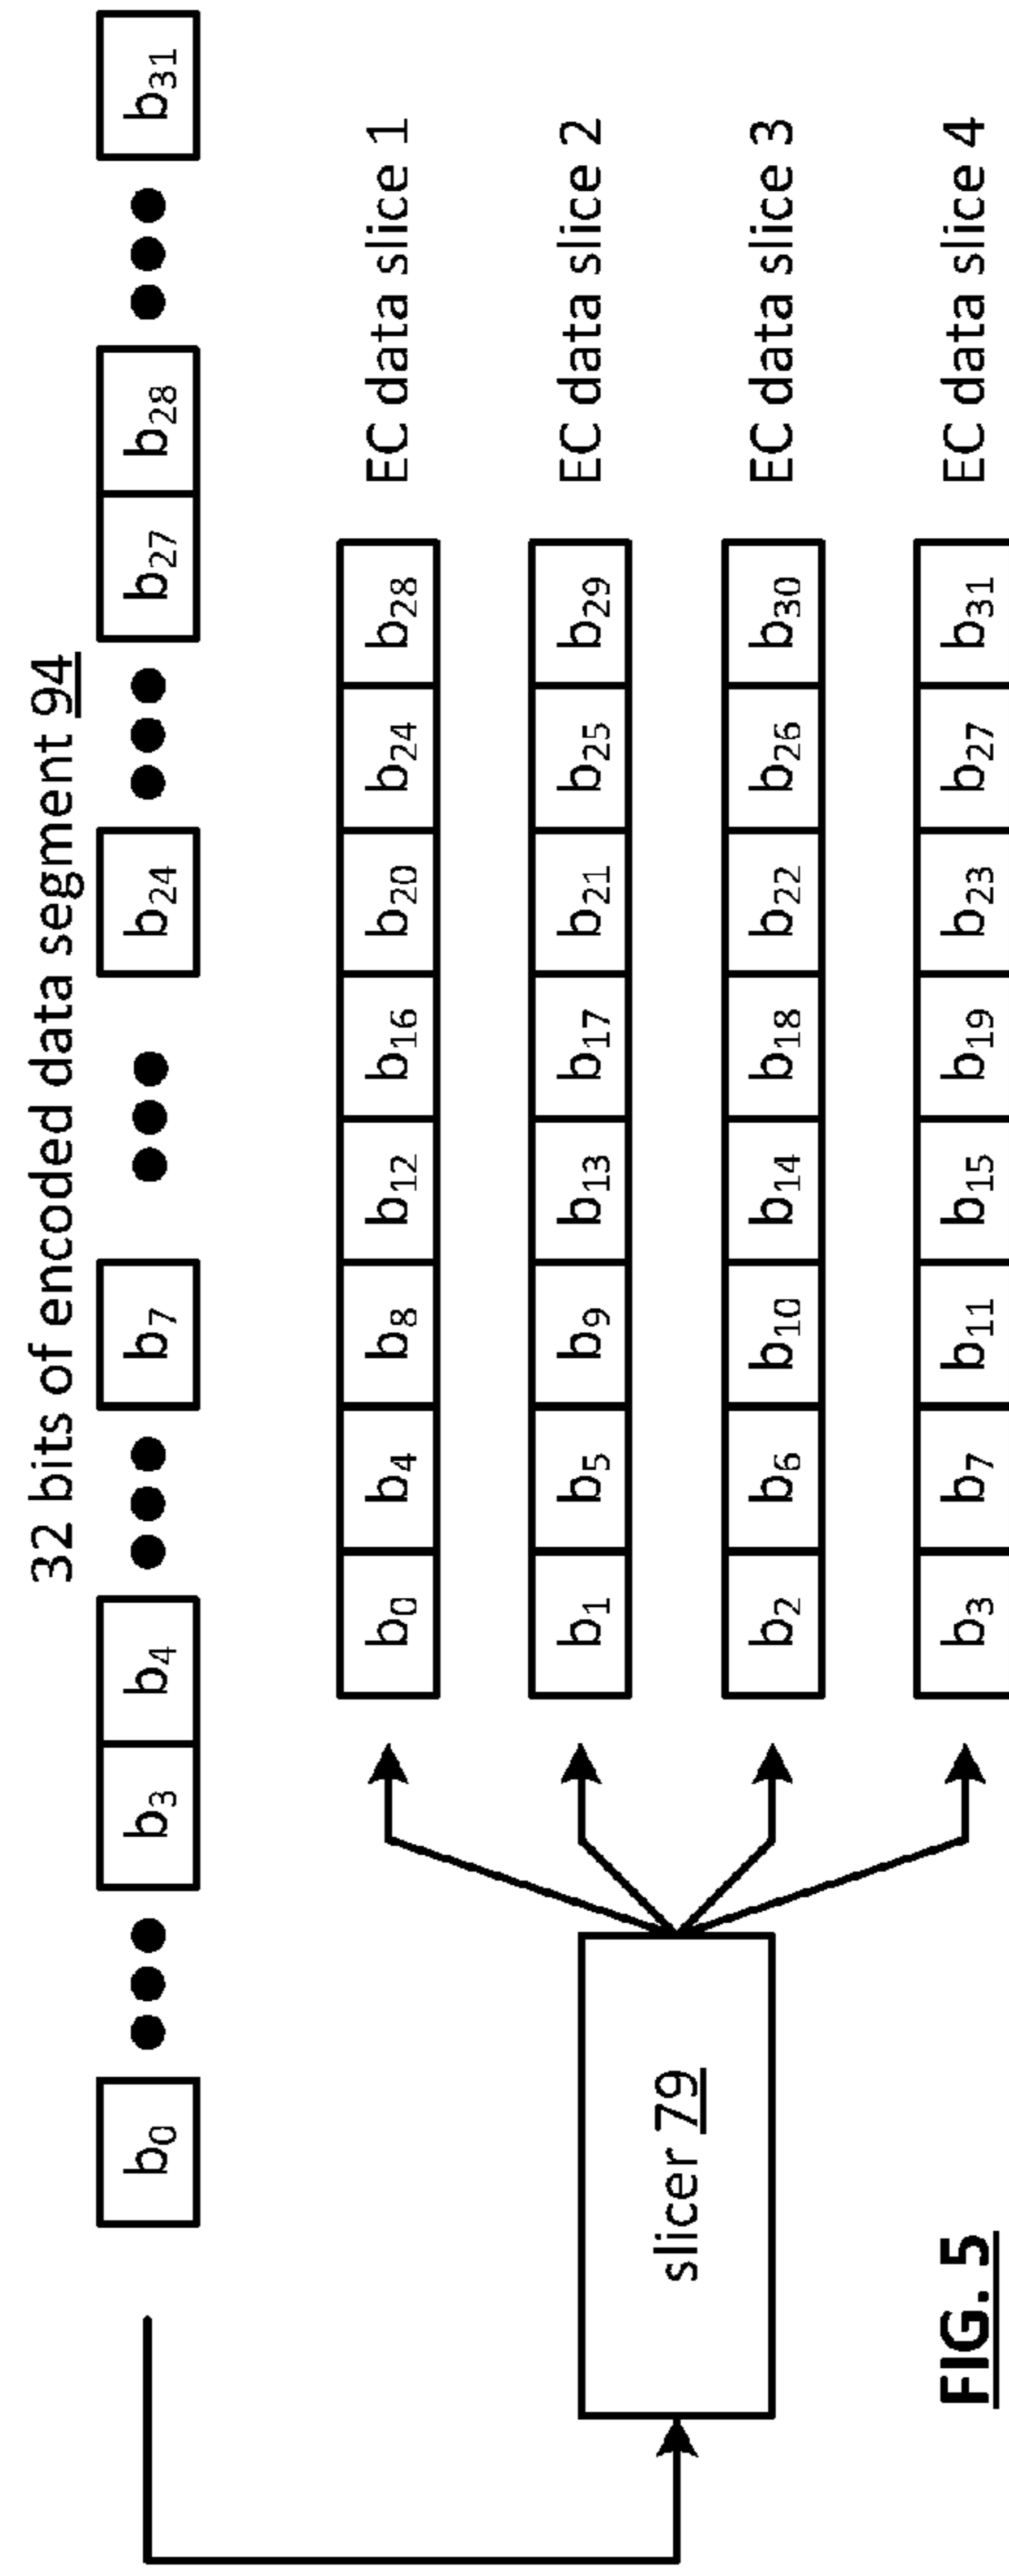 32 bits of encoded data segment 94
b0 b3 b4 b7 b24 b27 b28 b31
b0 b4 b8 b12 b16 b20 b24 b28 EC data slice 1
b1 b5 b9 b13 b17 b21 b25 b29 EC data slice 2
slicer 79
b2 b6 b10 b14 b18 b22 b26 b30 EC data slice 3
b3 b7 b11 b15 b19 b23 b27 b31 EC data slice 4
FIG. 5